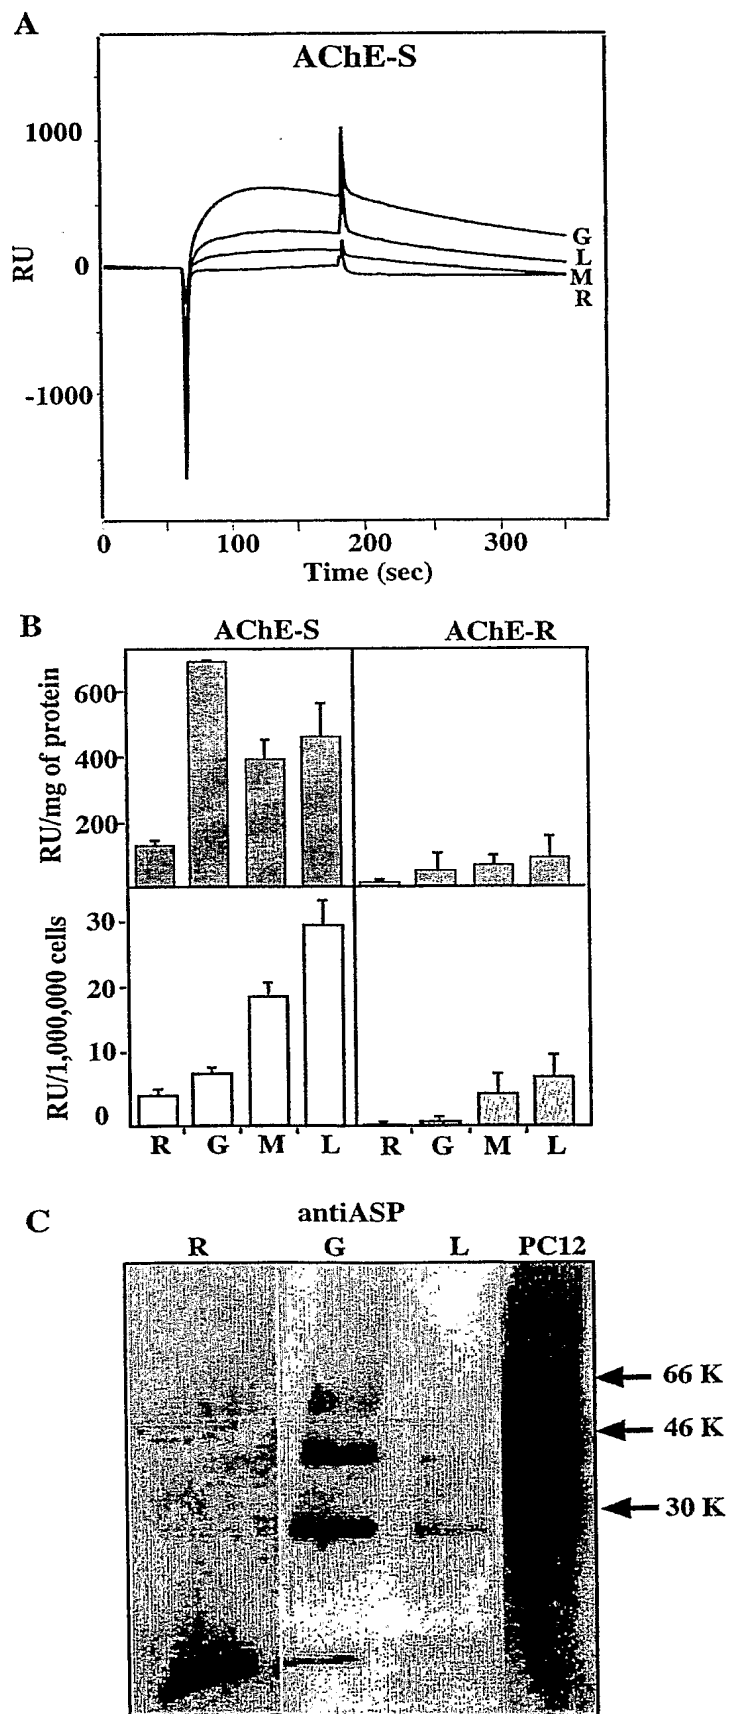 A
AChE-S
1000
0
-1000
RU
G
L
M
R
0 100 200 300
Time (sec)
B
AChE-S AChE-R
600
400
200
RU/mg of protein
30
20
10
0
RU/1,000,000 cells
R G M L R G M L
C
antiASP
R G L PC12
66 K
46 K
30 K